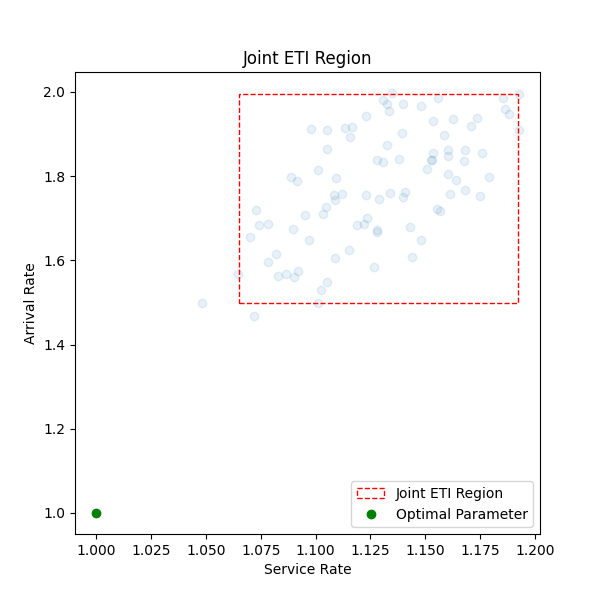 Joint ETI Region
2.0
1.8
1.6
1.4
1.2
1.0
Arrival Rate
Joint ETI Region
Optimal Parameter
1.000 1.025 1.050 1.075 1.100 1.125 1.150 1.175 1.200
Service Rate